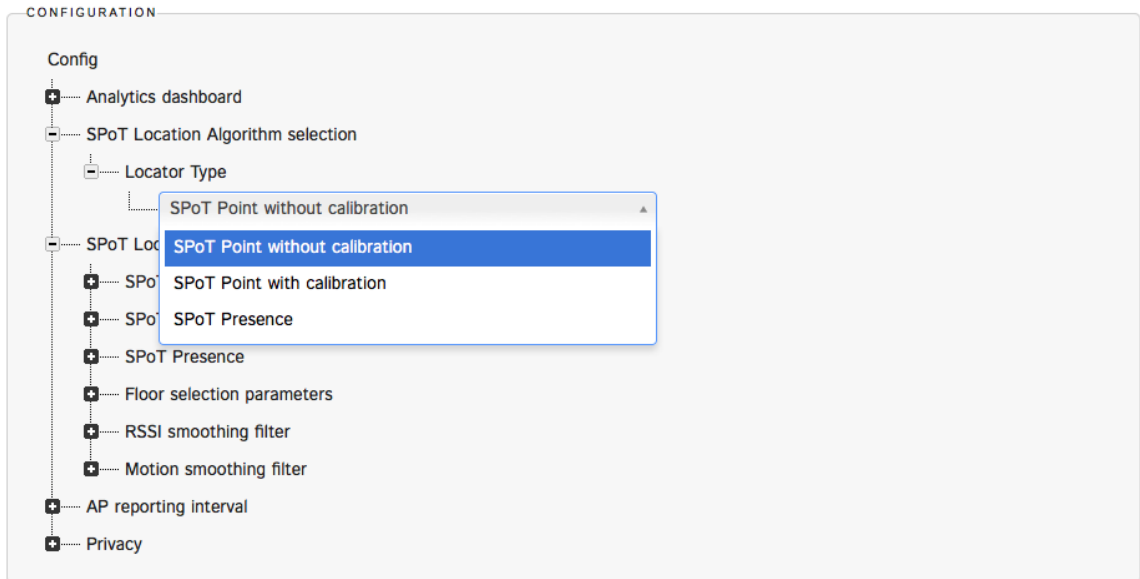 CONFIGURATION
Config
Analytics dashboard
SPoT Location Algorithm selection
Locator Type
SPoT Point without calibration
SPoT Loc
SPoT Point without calibration
SPoT Point with calibration
SPoT Presence
SPo
SPo
SPoT Presence
Floor selection parameters
RSSI smoothing filter
Motion smoothing filter
AP reporting interval
Privacy